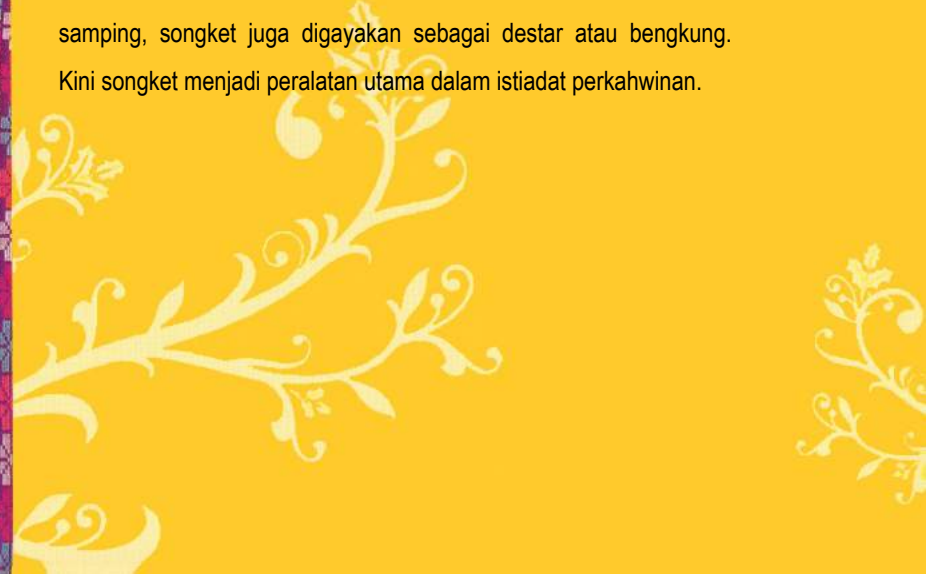 samping, songket juga digayakan sebagai destar atau bengkung.
Kini songket menjadi peralatan utama dalam istiadat perkahwinan.